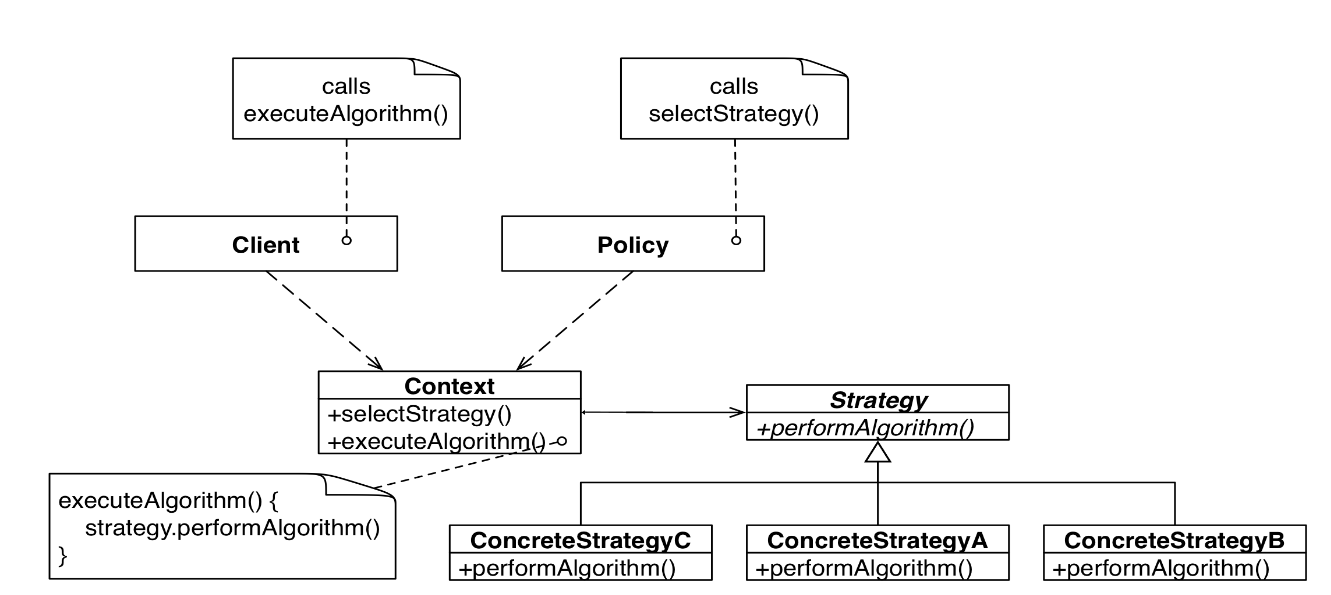 calls
executeAlgorithm()
calls
selectStrategy()
Client
Policy
Context
+selectStrategy()
+executeAlgorithm()
Strategy
+performAlgorithm()
executeAlgorithm() {
strategy.performAlgorithm()
}
ConcreteStrategyC
+performAlgorithm()
ConcreteStrategyA
+performAlgorithm()
ConcreteStrategyB
+performAlgorithm()